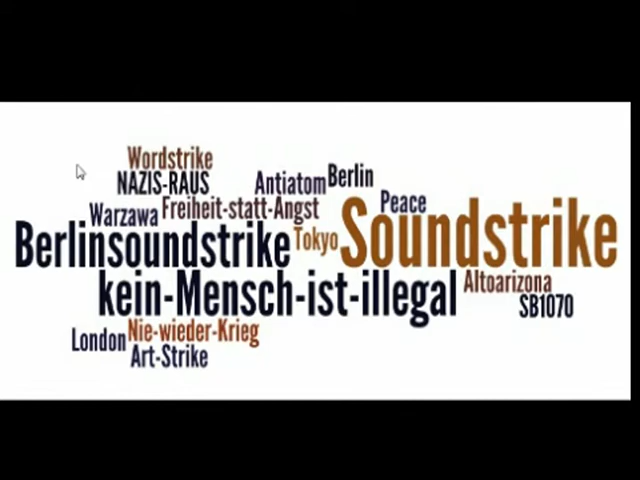 Wordstrike
NAZIS-RAUS Antiatom Berlin
Warzawa Freiheit-statt-Angst Peace
Berlinsoundstrike Tokyo Soundstrike
kein-Mensch-ist-illegal Altoarizona
SB1070
London Nie-wieder-Krieg
Art-Strike